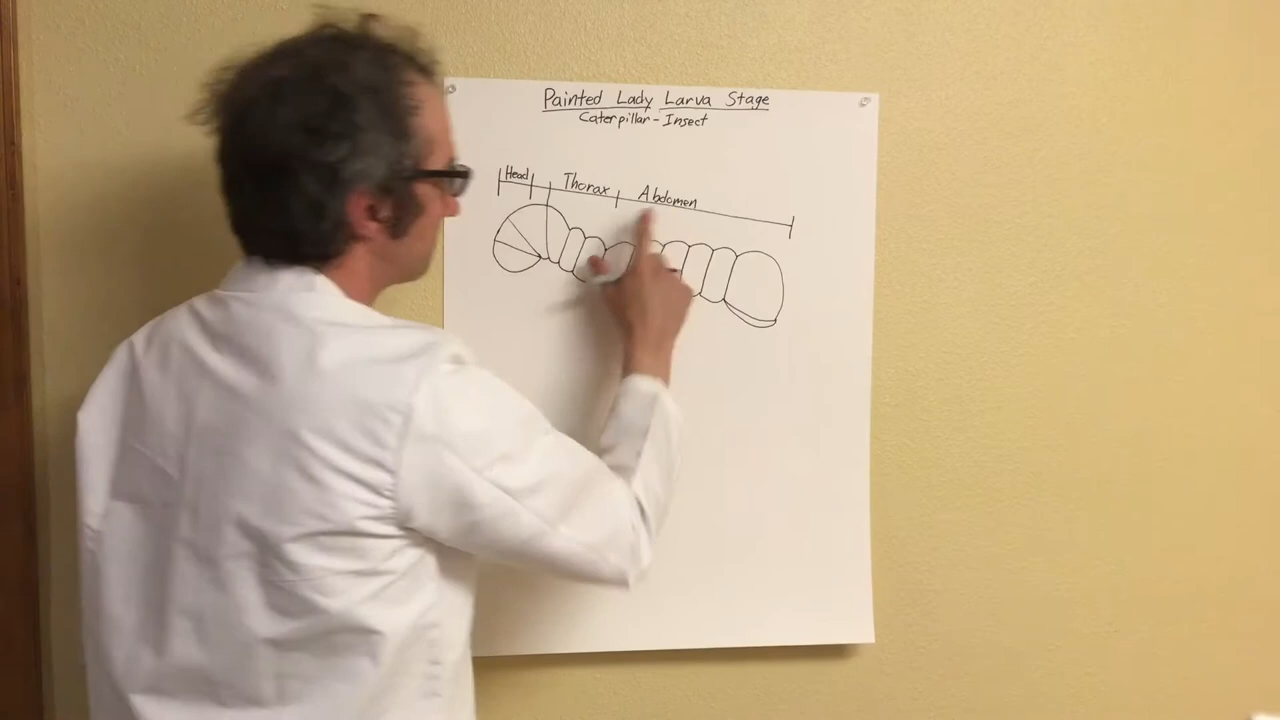 Painted Lady Larva Stage
Caterpillar - Insect
Head Thorax Abdomen